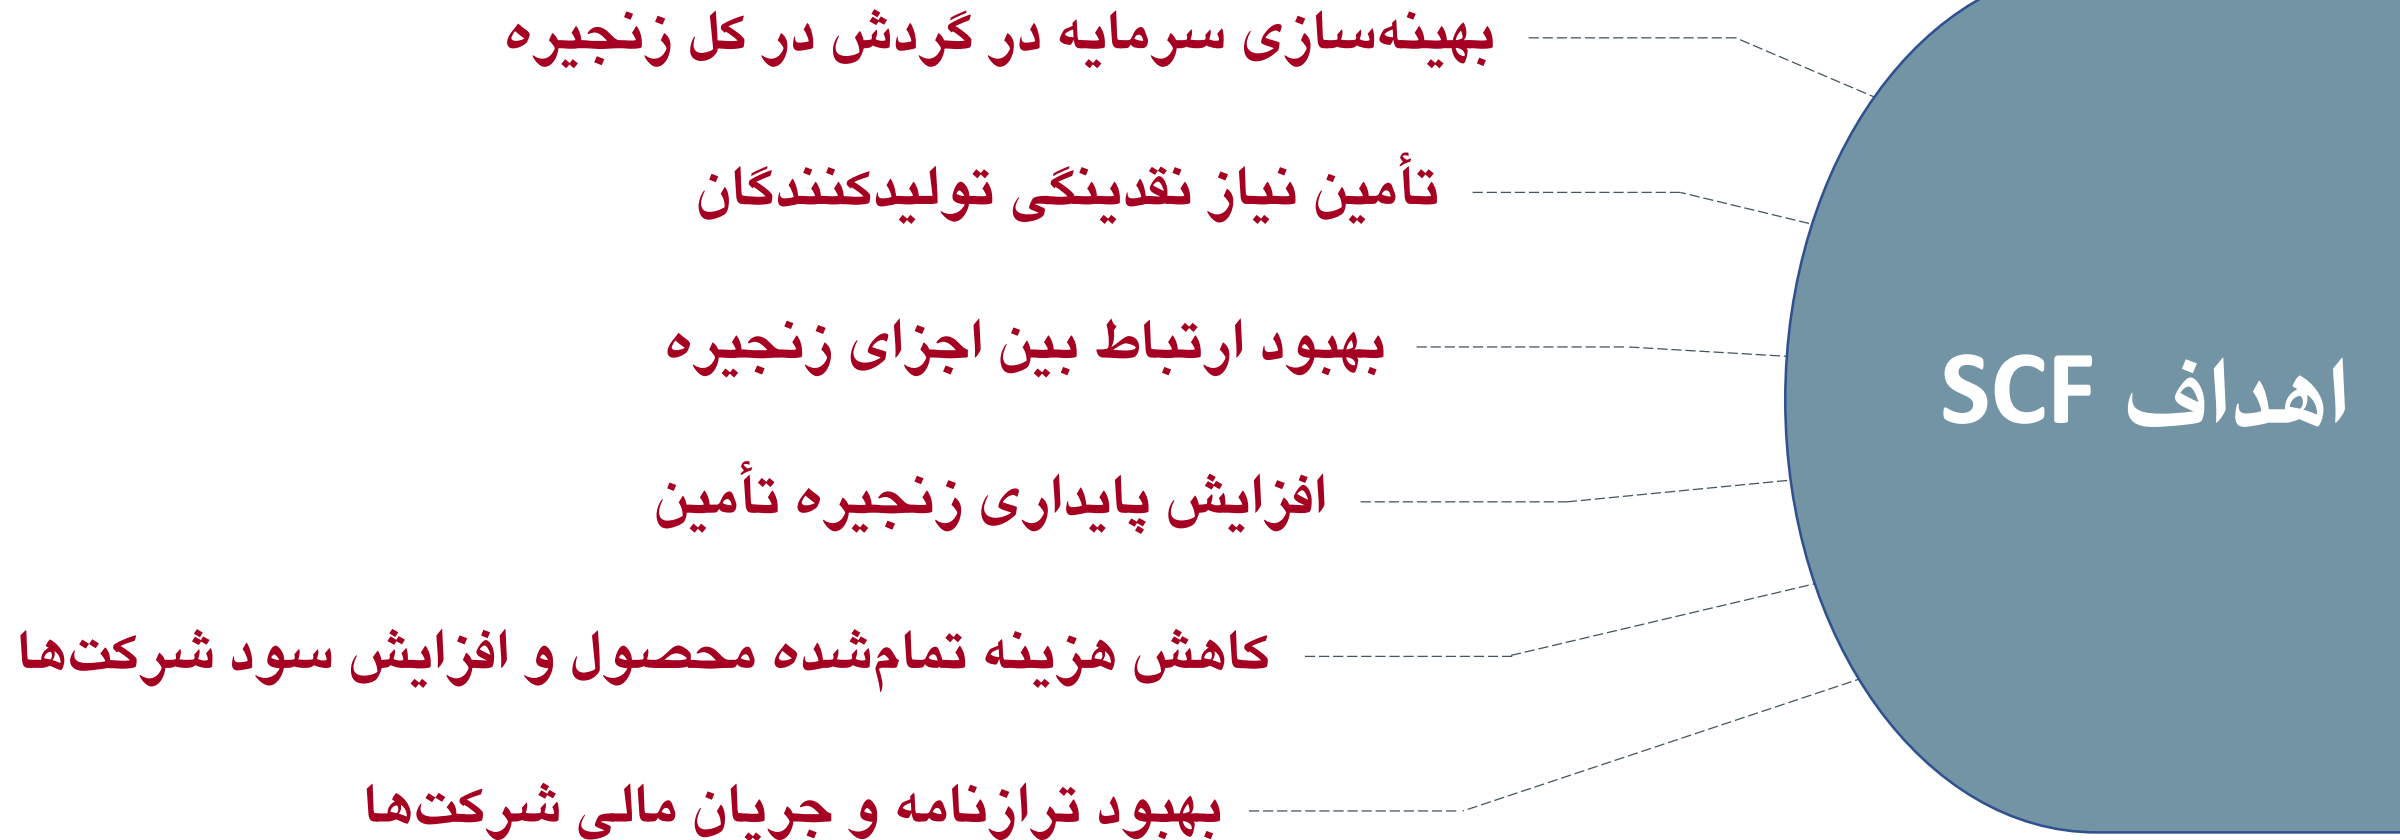 اهداف SCF
بهینه‌سازی سرمایه در گردش در کل زنجیره
تأمین نیاز نقدینگی تولیدکنندگان
بهبود ارتباط بین اجزای زنجیره
افزایش پایداری زنجیره تأمین
کاهش هزینه تمام‌شده محصول و افزایش سود شرکت‌ها
بهبود ترازنامه و جریان مالی شرکت‌ها